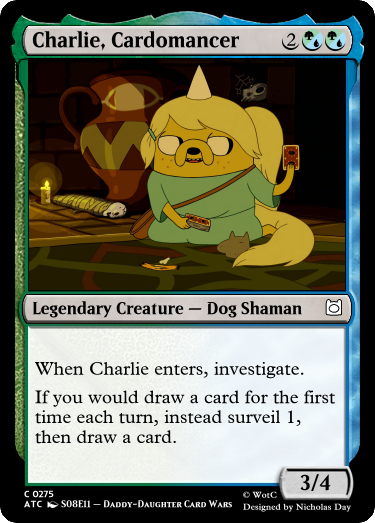 Charlie, Cardomancer 2
Legendary Creature — Dog Shaman
When Charlie enters, investigate.
If you would draw a card for the first
time each turn, instead surveil 1,
then draw a card.
3/4
C 0275
ATC S08E11 – Daddy-Daughter Card Wars
© WotC
Designed by Nicholas Day